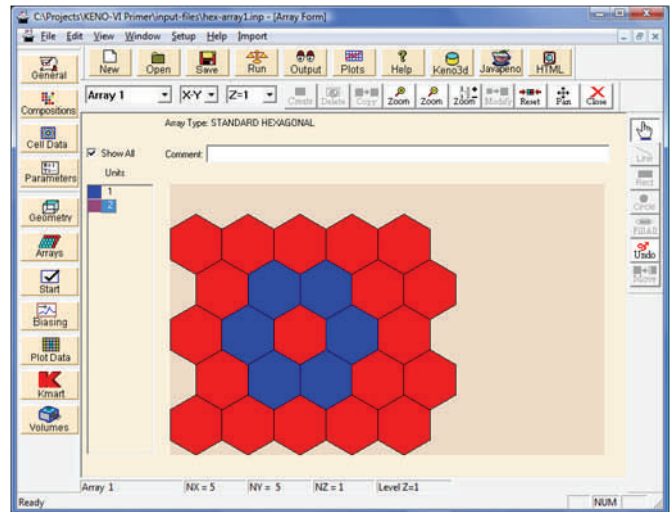 C:\Projects\KENO-VI Primer\input-files\hex-array1.inp - [Array Form]
File Edit View Window Setup Help Import
General New Open Save Run Output Plots Help Keno3d Javapeno HTML
Array 1 X-Y Z=1 Create Delete Copy Zoom Zoom Zoom Modify Reset Pan Close
Compositions
Array Type: STANDARD HEXAGONAL
Cell Data
Show All Comment:
Line
Parameters
Units
Rect
1
2
Circle
Geometry
Fill All
Arrays
Undo
Move
Start
Biasing
Plot Data
Kmart
Volumes
Array 1 NX = 5 NY = 5 NZ = 1 Level Z=1
Ready NUM